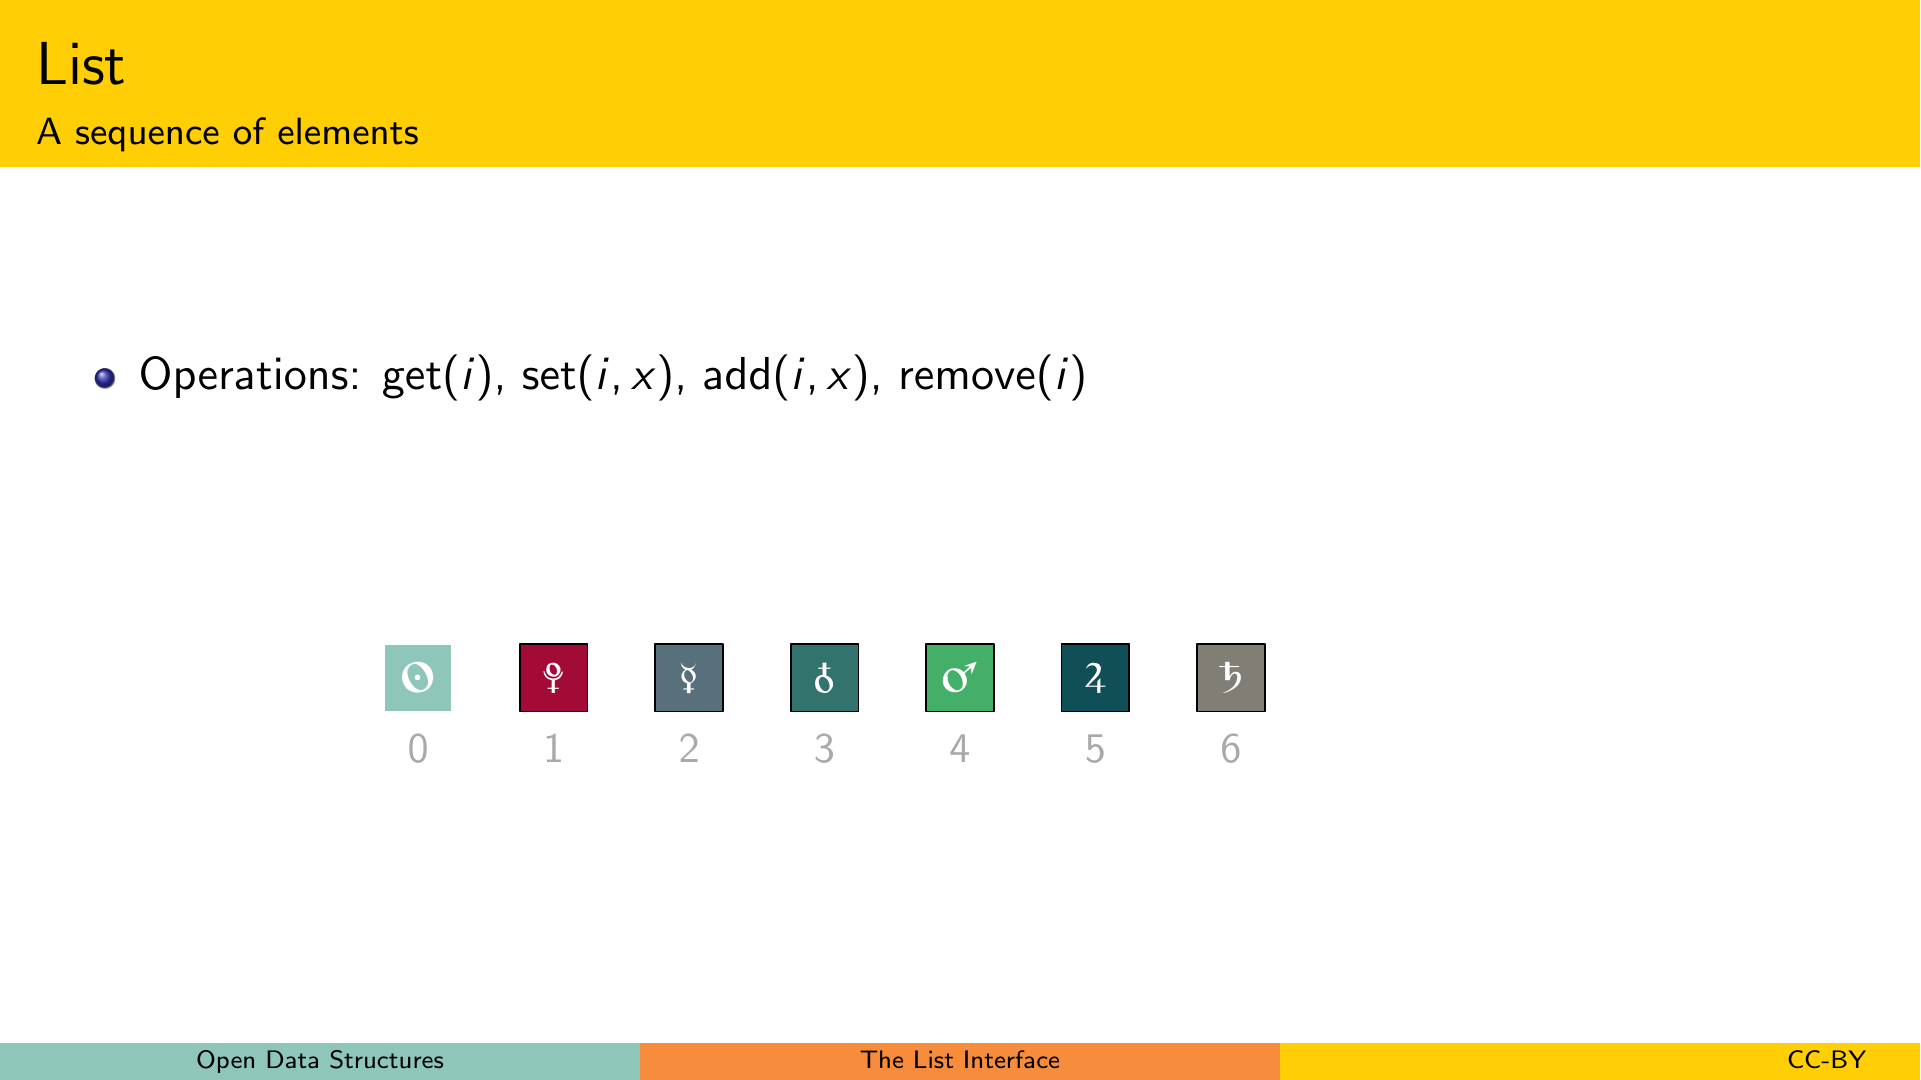 List
A sequence of elements
Operations: get(i), set(i, x), add(i, x), remove(i)
☉ ♇ ☿ ♁ ♂ ♃ ♄
0 1 2 3 4 5 6
Open Data Structures The List Interface CC-BY